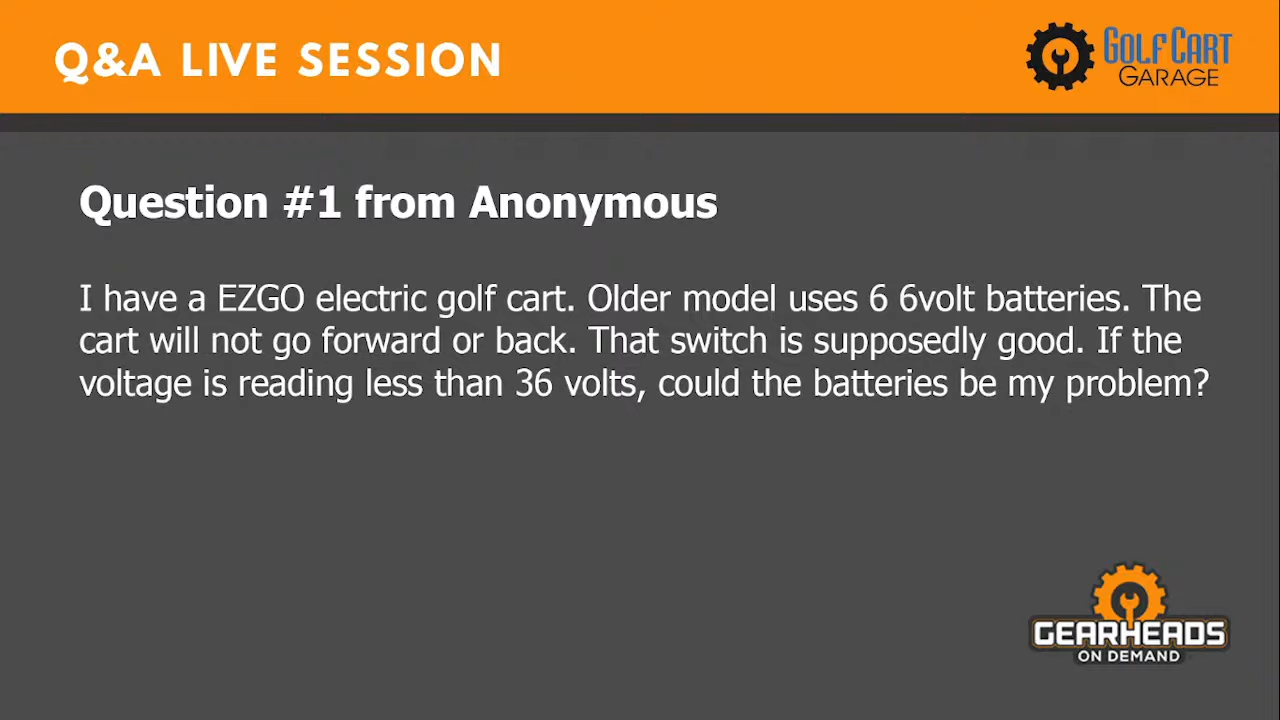 Q&A LIVE SESSION
GOLF CART
GARAGE
Question #1 from Anonymous
I have a EZGO electric golf cart. Older model uses 6 6volt batteries. The
cart will not go forward or back. That switch is supposedly good. If the
voltage is reading less than 36 volts, could the batteries be my problem?
GEARHEADS
ON DEMAND